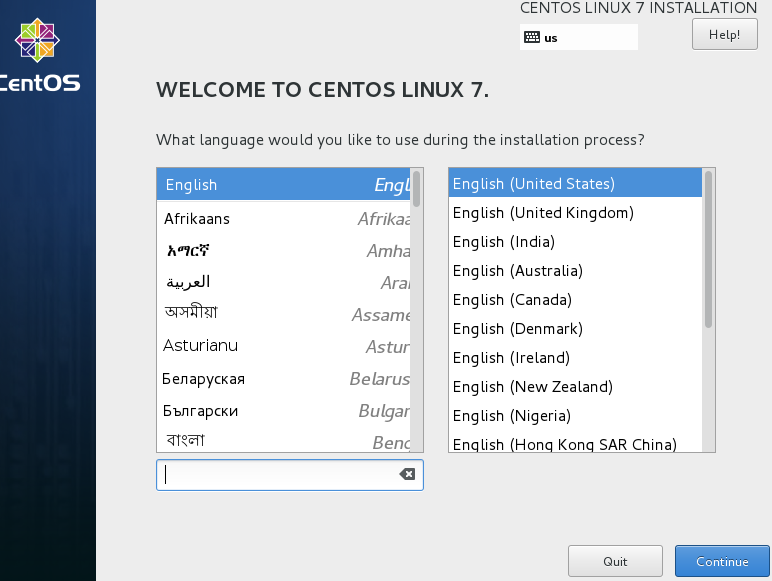 CENTOS LINUX 7 INSTALLATION
us
Help!
CentOS
WELCOME TO CENTOS LINUX 7.
What language would you like to use during the installation process?
English Engl
Afrikaans Afrikaa
አማርኛ Amha
العربية Ara
অসমীয়া Assame
Asturianu Astur
Беларуская Belarus
Български Bulgar
বাংলা Beng
English (United States)
English (United Kingdom)
English (India)
English (Australia)
English (Canada)
English (Denmark)
English (Ireland)
English (New Zealand)
English (Nigeria)
English (Hong Kong SAR China)
Quit
Continue